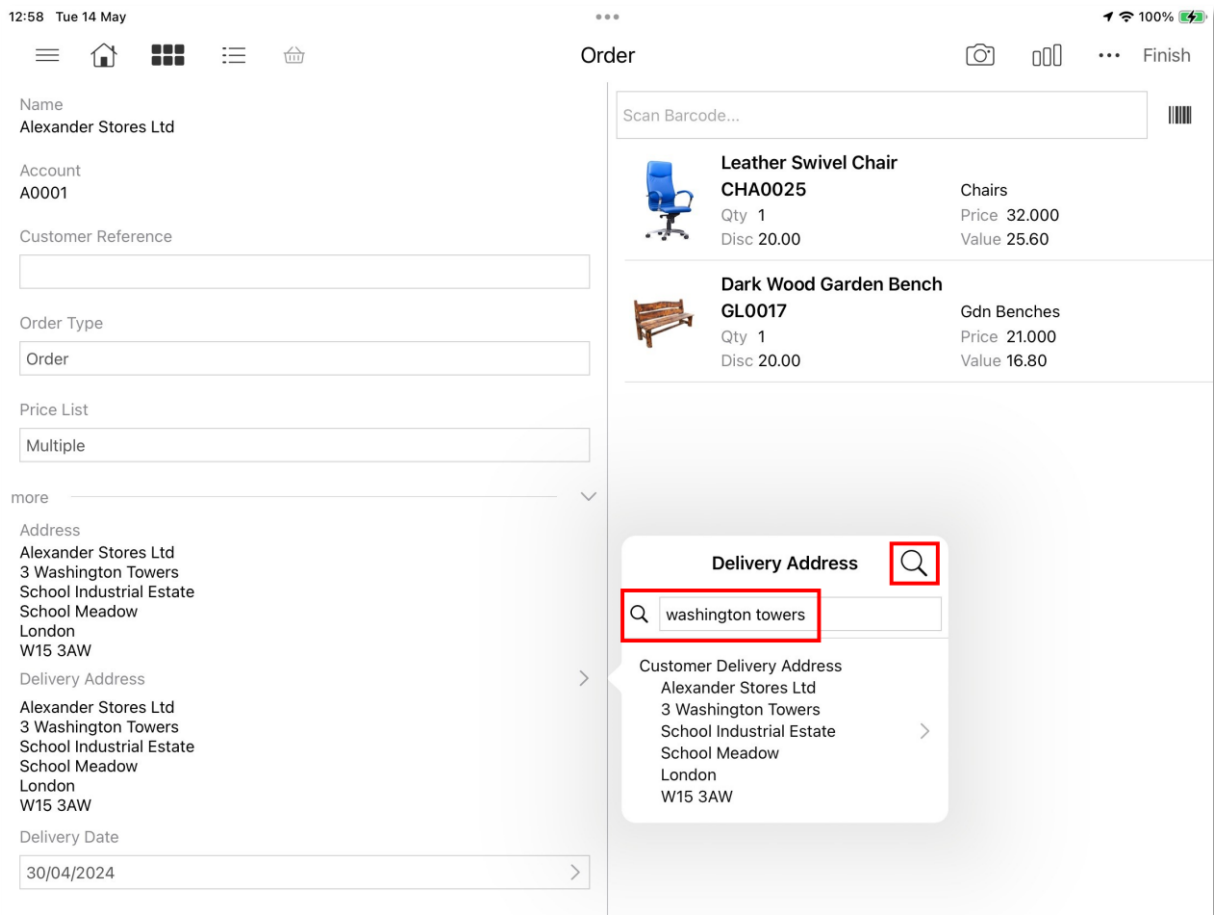 12:58 Tue 14 May
100%
Order
Finish
Name
Alexander Stores Ltd
Account
A0001
Customer Reference
Order Type
Order
Price List
Multiple
more
Address
Alexander Stores Ltd
3 Washington Towers
School Industrial Estate
School Meadow
London
W15 3AW
Delivery Address
Alexander Stores Ltd
3 Washington Towers
School Industrial Estate
School Meadow
London
W15 3AW
Delivery Date
30/04/2024
Scan Barcode...
Leather Swivel Chair
CHA0025 Chairs
Qty 1 Price 32.000
Disc 20.00 Value 25.60
Dark Wood Garden Bench
GL0017 Gdn Benches
Qty 1 Price 21.000
Disc 20.00 Value 16.80
Delivery Address
washington towers
Customer Delivery Address
Alexander Stores Ltd
3 Washington Towers
School Industrial Estate
School Meadow
London
W15 3AW